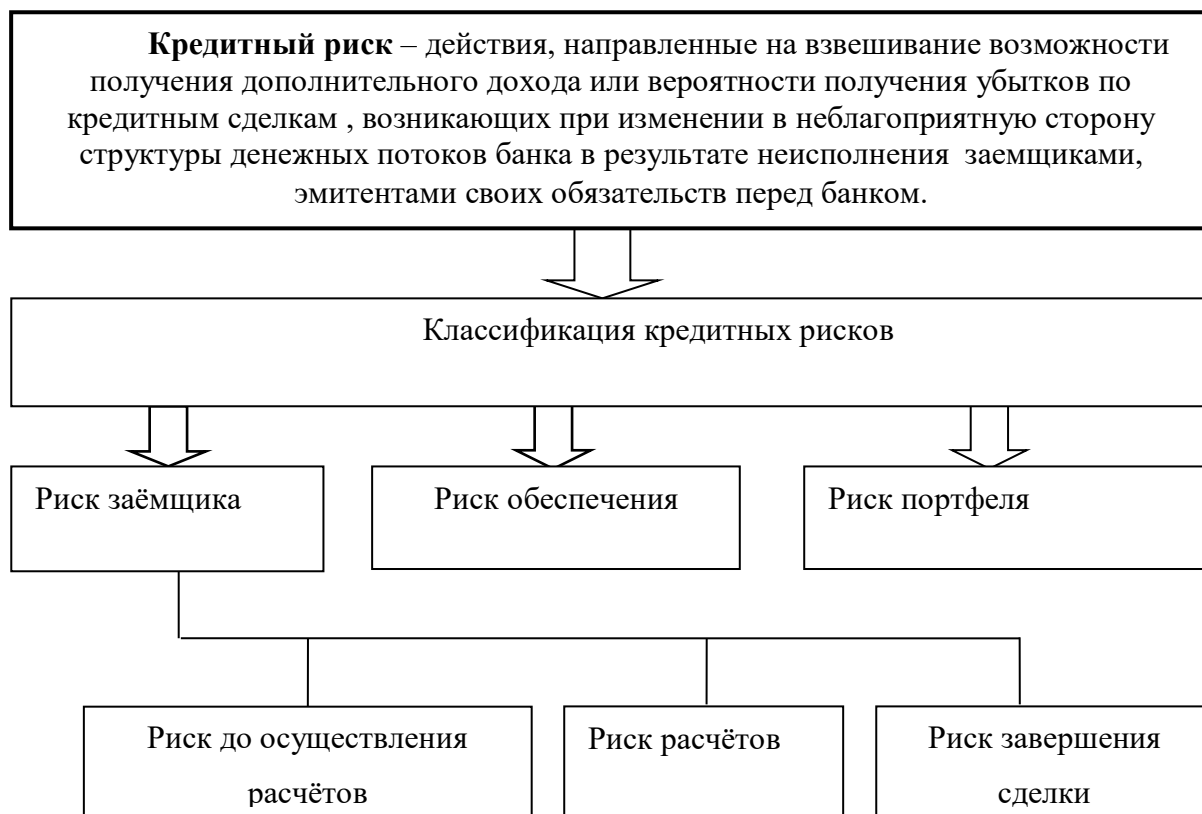 Кредитный риск – действия, направленные на взвешивание возможности
получения дополнительного дохода или вероятности получения убытков по
кредитным сделкам , возникающих при изменении в неблагоприятную сторону
структуры денежных потоков банка в результате неисполнения заемщиками,
эмитентами своих обязательств перед банком.
Классификация кредитных рисков
Риск заёмщика
Риск обеспечения
Риск портфеля
Риск до осуществления
расчётов
Риск расчётов
Риск завершения
сделки